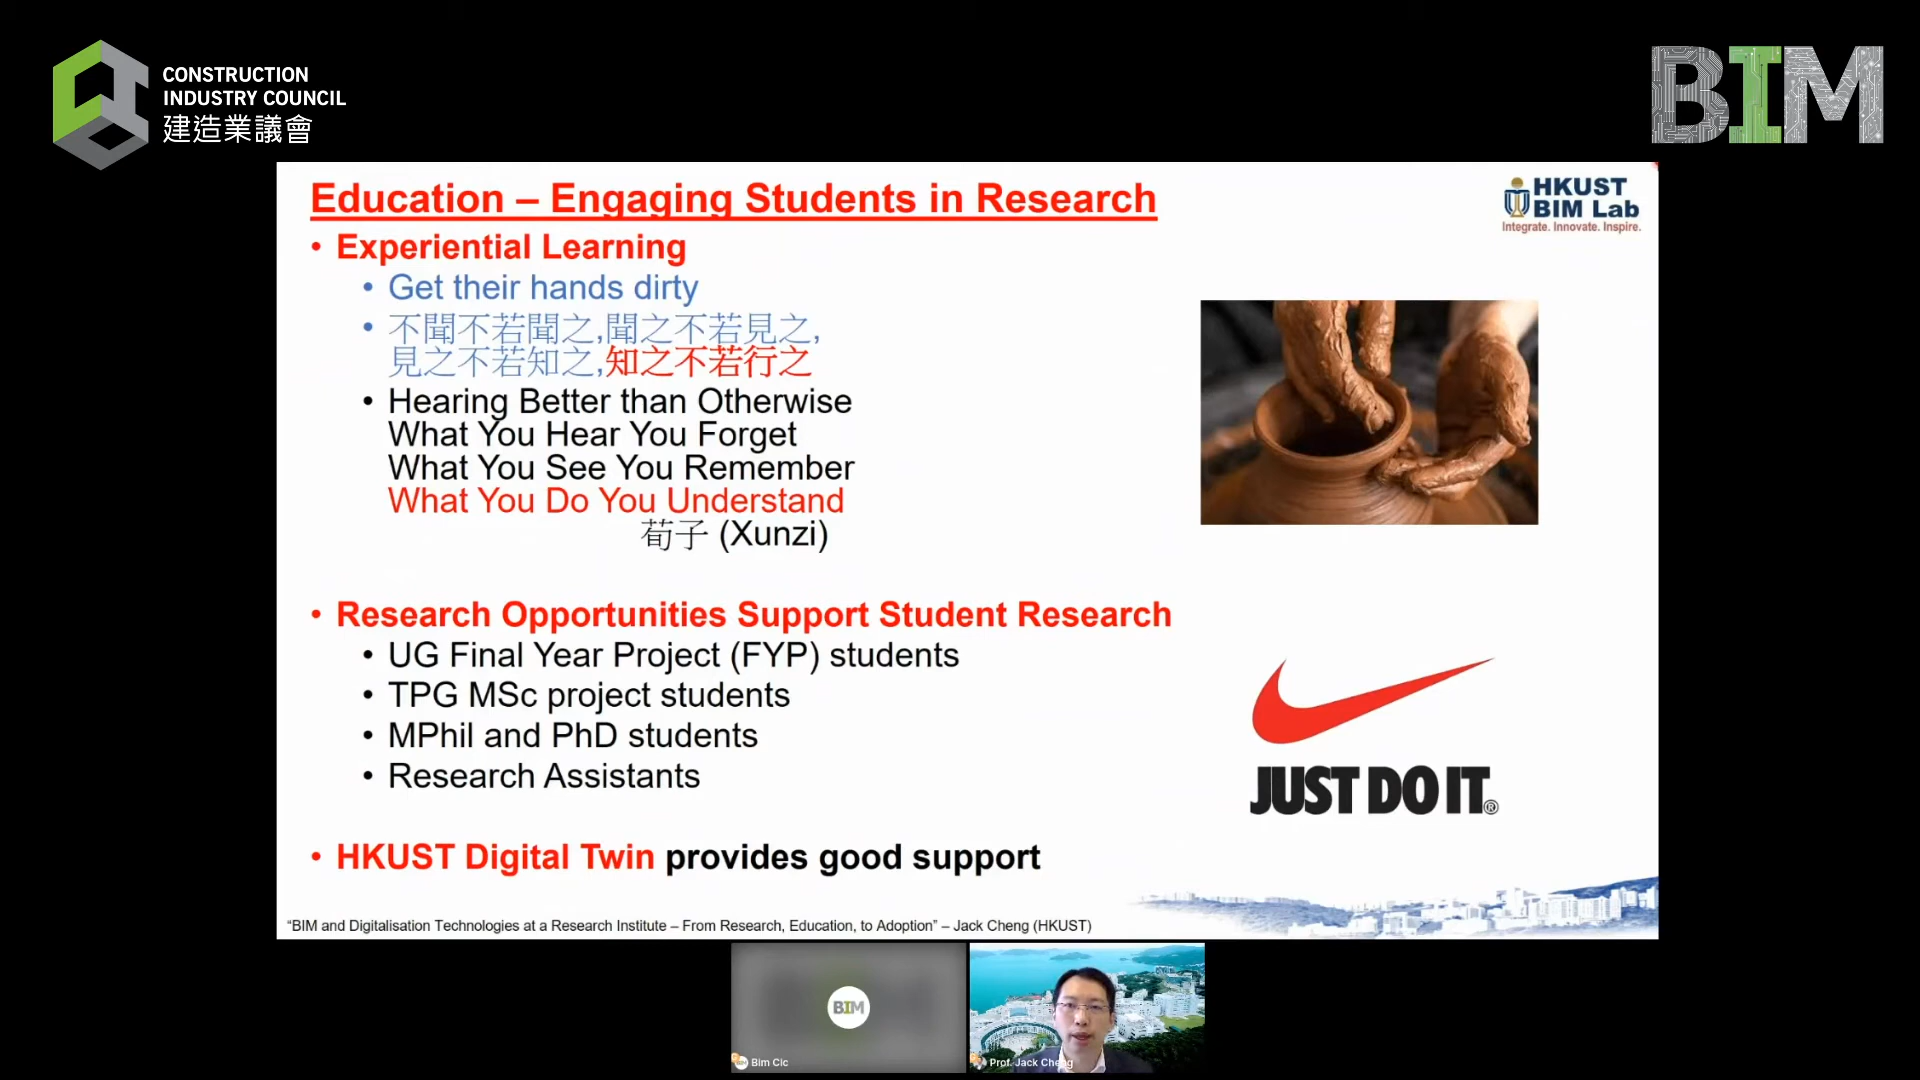 CONSTRUCTION
INDUSTRY COUNCIL
建造業議會
BIM
Education – Engaging Students in Research
HKUST
BIM Lab
Integrate. Innovate. Inspire.
• Experiential Learning
• Get their hands dirty
• 不聞不若聞之,聞之不若見之,
見之不若知之,知之不若行之
• Hearing Better than Otherwise
What You Hear You Forget
What You See You Remember
What You Do You Understand
荀子 (Xunzi)
• Research Opportunities Support Student Research
• UG Final Year Project (FYP) students
• TPG MSc project students
• MPhil and PhD students
• Research Assistants
JUST DO IT®
• HKUST Digital Twin provides good support
“BIM and Digitalisation Technologies at a Research Institute – From Research, Education, to Adoption” – Jack Cheng (HKUST)
BIM
Bim Cic
Prof. Jack Cheng